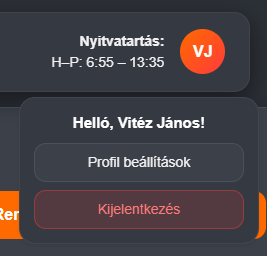 Nyitvatartás:
H–P: 6:55 – 13:35
VJ
Helló, Vitéz János!
Profil beállítások
Kijelentkezés